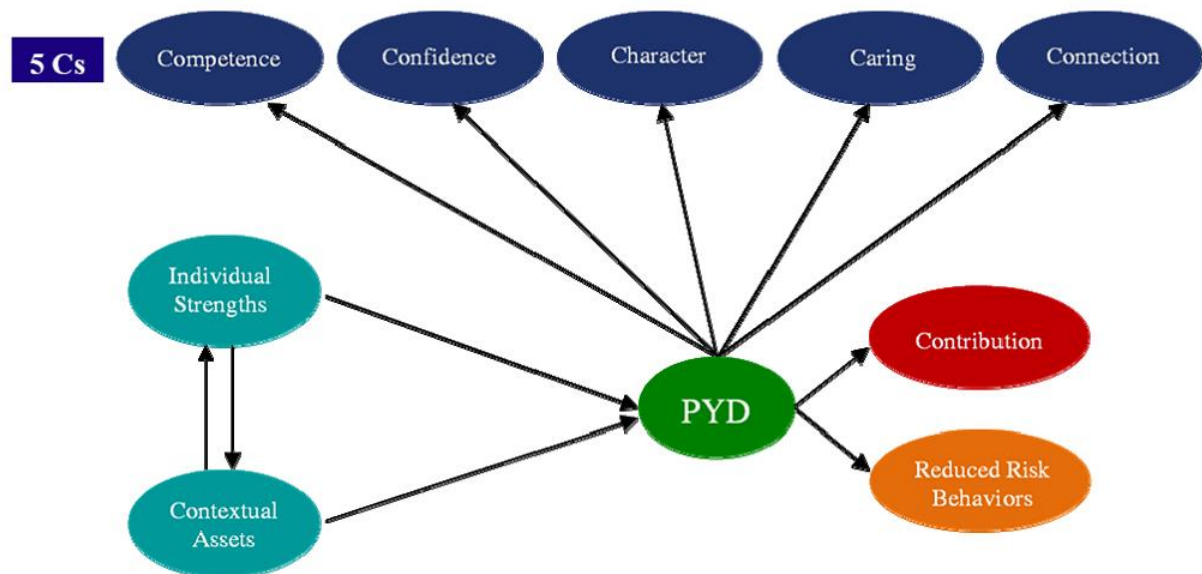 5 Cs
Competence
Confidence
Character
Caring
Connection
Individual
Strengths
Contribution
PYD
Reduced Risk
Behaviors
Contextual
Assets